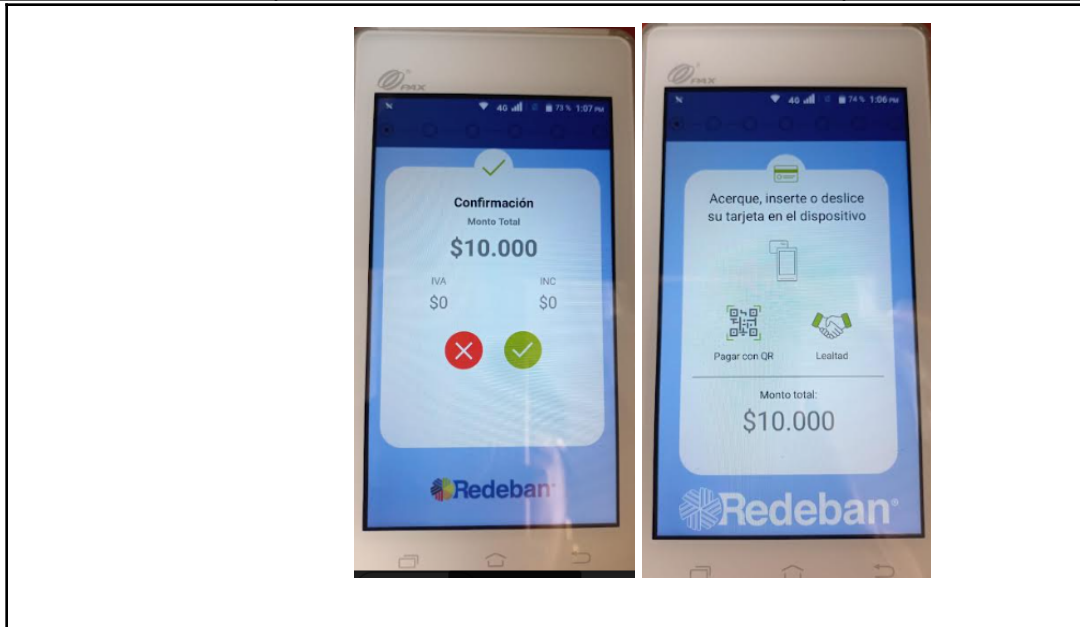 PAX
4G 73% 1:07 PM
Confirmación
Monto Total
$10.000
IVA INC
$0 $0
Redeban
PAX
4G 74% 1:06 PM
Acerque, inserte o deslice
su tarjeta en el dispositivo
Pagar con QR Lealtad
Monto total:
$10.000
Redeban